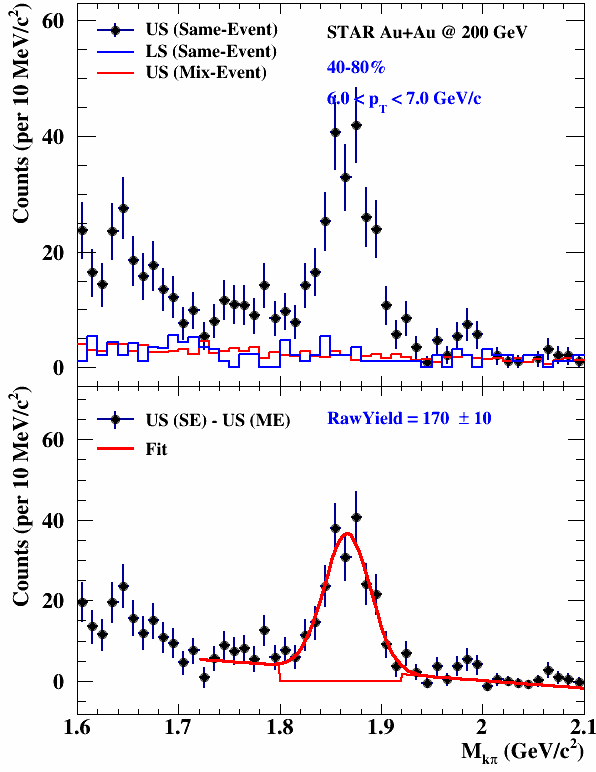 US (Same-Event)
LS (Same-Event)
US (Mix-Event)
STAR Au+Au @ 200 GeV
40-80%
6.0 < pT < 7.0 GeV/c
Counts (per 10 MeV/c²)
60
40
20
0
US (SE) - US (ME)
Fit
RawYield = 170 ± 10
Counts (per 10 MeV/c²)
60
40
20
0
1.6 1.7 1.8 1.9 2 2.1
Mkπ (GeV/c²)